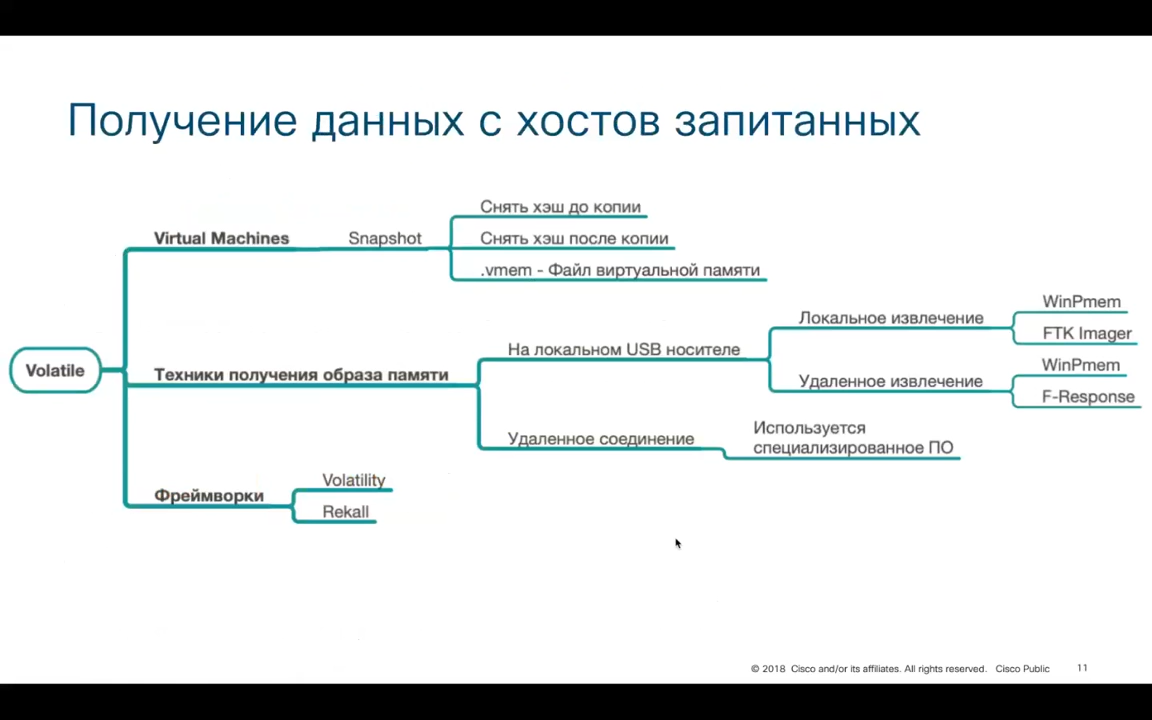 Получение данных с хостов запитанных
Volatile
Virtual Machines
Snapshot
Снять хэш до копии
Снять хэш после копии
.vmem - Файл виртуальной памяти
Техники получения образа памяти
На локальном USB носителе
Локальное извлечение
WinPmem
FTK Imager
Удаленное извлечение
WinPmem
F-Response
Удаленное соединение
Используется
специализированное ПО
Фреймворки
Volatility
Rekall
© 2018 Cisco and/or its affiliates. All rights reserved. Cisco Public 11